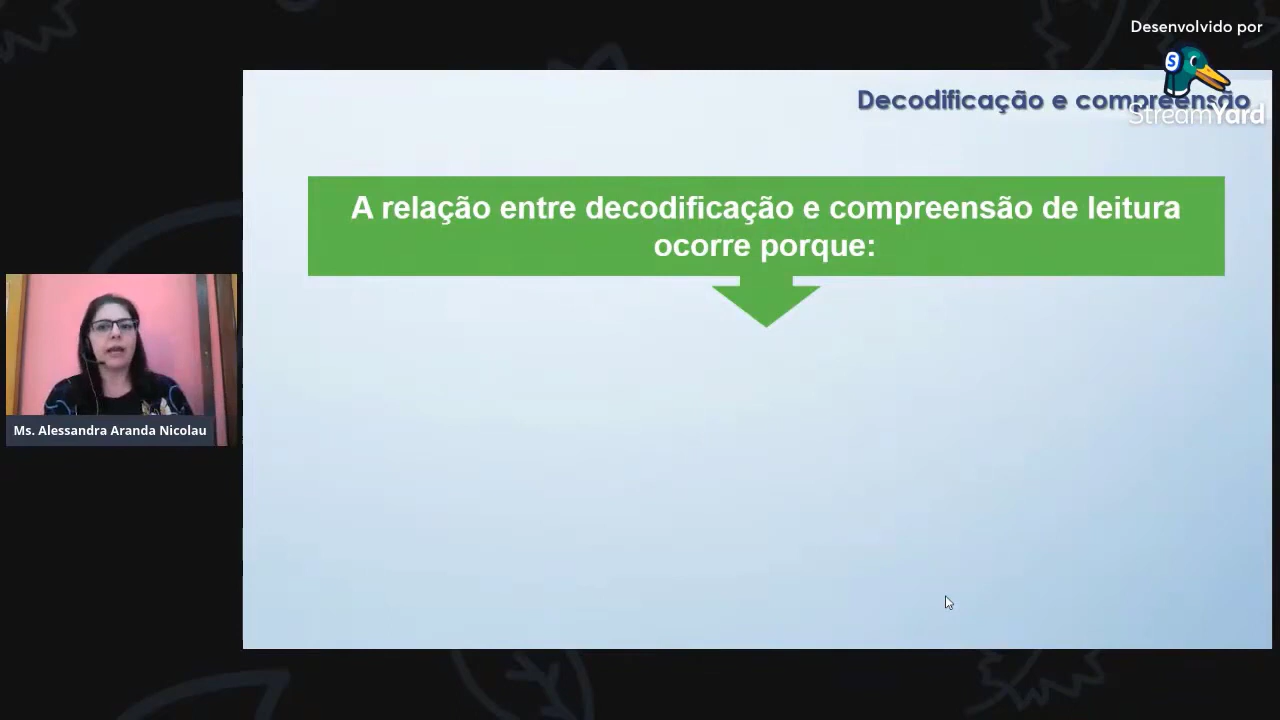 Desenvolvido por
S
StreamYard
Decodificação e compreensão
A relação entre decodificação e compreensão de leitura
ocorre porque:
Ms. Alessandra Aranda Nicolau